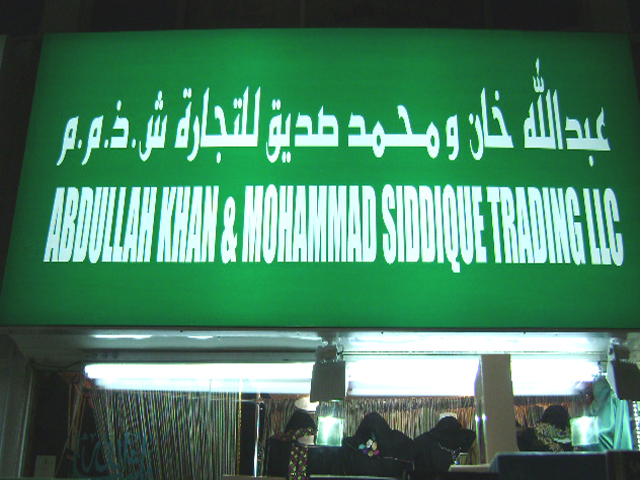 عبدالله خان و محمد صديق للتجارة ش.ذ.م.م
ABDULLAH KHAN & MOHAMMAD SIDDIQUE TRADING LLC